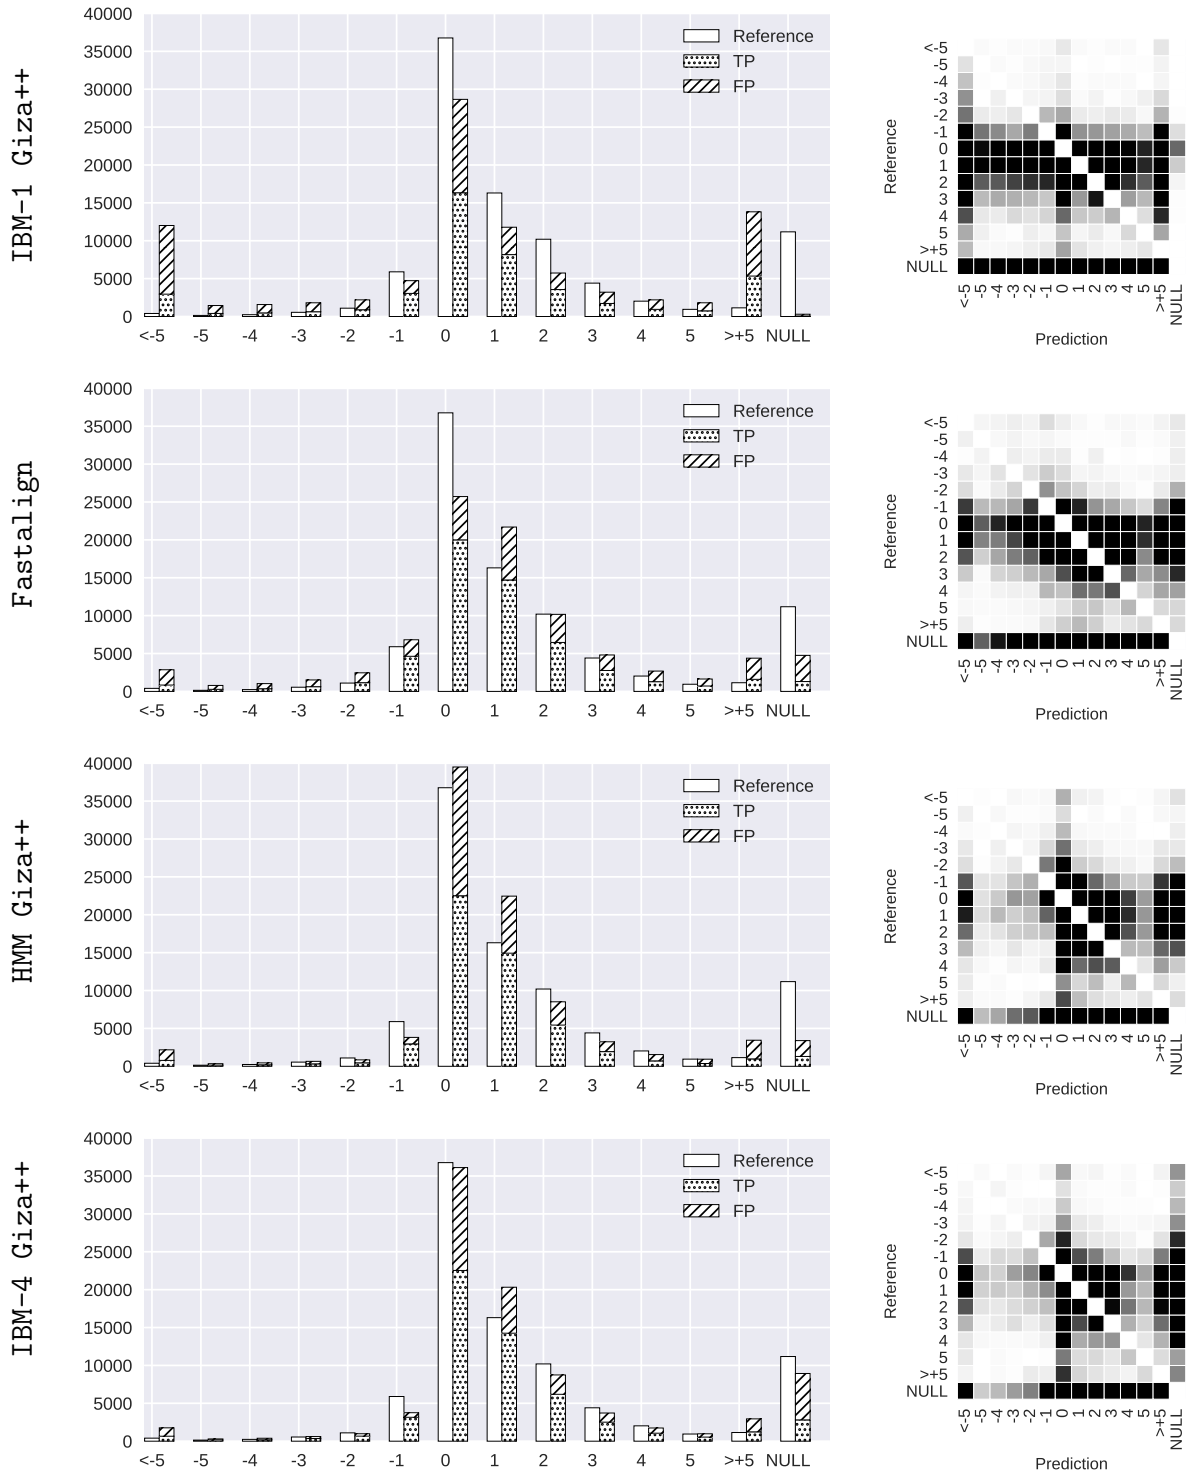 IBM-1 Giza++
40000
35000
30000
25000
20000
15000
10000
5000
0
<-5 -5 -4 -3 -2 -1 0 1 2 3 4 5 >+5 NULL
Reference
TP
FP
Reference
<-5
-5
-4
-3
-2
-1
0
1
2
3
4
5
>+5
NULL
<-5 -5 -4 -3 -2 -1 0 1 2 3 4 5 >+5 NULL
Prediction
Fastalign
40000
35000
30000
25000
20000
15000
10000
5000
0
<-5 -5 -4 -3 -2 -1 0 1 2 3 4 5 >+5 NULL
Reference
TP
FP
Reference
<-5
-5
-4
-3
-2
-1
0
1
2
3
4
5
>+5
NULL
<-5 -5 -4 -3 -2 -1 0 1 2 3 4 5 >+5 NULL
Prediction
HMM Giza++
40000
35000
30000
25000
20000
15000
10000
5000
0
<-5 -5 -4 -3 -2 -1 0 1 2 3 4 5 >+5 NULL
Reference
TP
FP
Reference
<-5
-5
-4
-3
-2
-1
0
1
2
3
4
5
>+5
NULL
<-5 -5 -4 -3 -2 -1 0 1 2 3 4 5 >+5 NULL
Prediction
IBM-4 Giza++
40000
35000
30000
25000
20000
15000
10000
5000
0
<-5 -5 -4 -3 -2 -1 0 1 2 3 4 5 >+5 NULL
Reference
TP
FP
Reference
<-5
-5
-4
-3
-2
-1
0
1
2
3
4
5
>+5
NULL
<-5 -5 -4 -3 -2 -1 0 1 2 3 4 5 >+5 NULL
Prediction